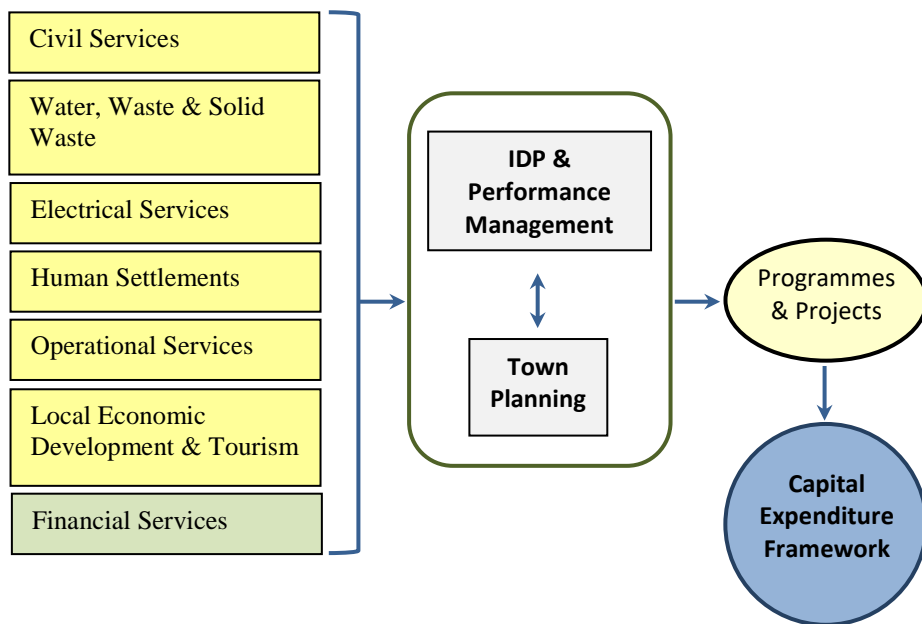 Civil Services
Water, Waste & Solid
Waste
Electrical Services
Human Settlements
Operational Services
Local Economic
Development & Tourism
Financial Services
IDP &
Performance
Management
Town
Planning
Programmes
& Projects
Capital
Expenditure
Framework